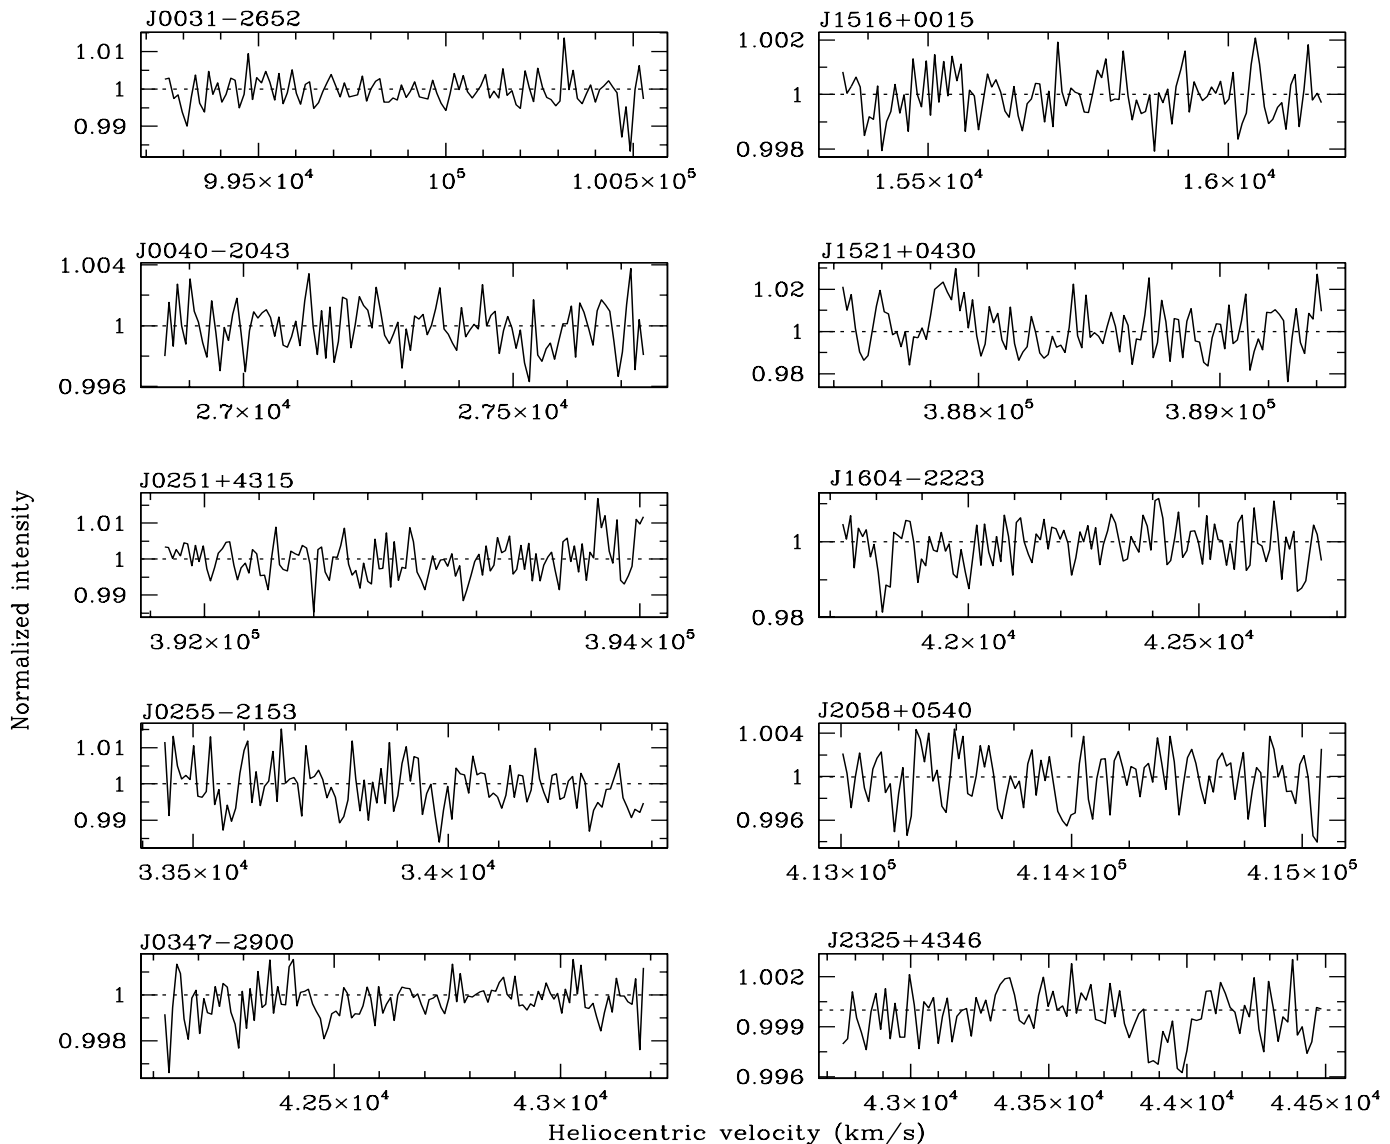 J0031−2652
1.01
1
0.99
9.95×10⁴ 10⁵ 1.005×10⁵
J1516+0015
1.002
1
0.998
1.55×10⁴ 1.6×10⁴
J0040−2043
1.004
1
0.996
2.7×10⁴ 2.75×10⁴
J1521+0430
1.02
1
0.98
3.88×10⁵ 3.89×10⁵
J0251+4315
1.01
1
0.99
3.92×10⁵ 3.94×10⁵
J1604−2223
1
0.98
4.2×10⁴ 4.25×10⁴
J0255−2153
1.01
1
0.99
3.35×10⁴ 3.4×10⁴
J2058+0540
1.004
1
0.996
4.13×10⁵ 4.14×10⁵ 4.15×10⁵
J0347−2900
1
0.998
4.25×10⁴ 4.3×10⁴
J2325+4346
1.002
0.999
0.996
4.3×10⁴ 4.35×10⁴ 4.4×10⁴ 4.45×10⁴
Normalized intensity
Heliocentric velocity (km/s)